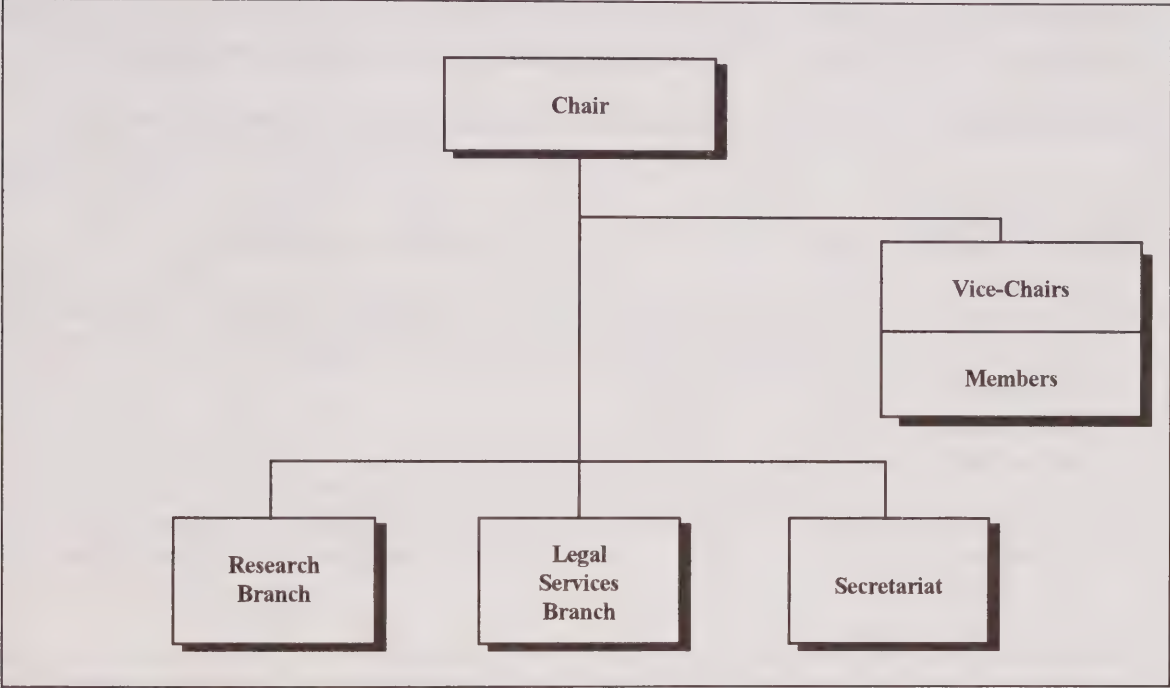 Chair
Vice-Chairs
Members
Research
Branch
Legal
Services
Branch
Secretariat